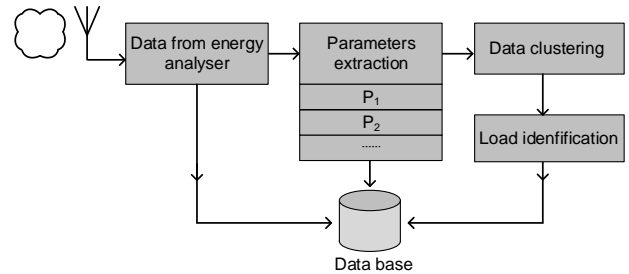 Data from energy
analyser
Parameters
extraction
P₁
P₂
......
Data clustering
Load idenfification
Data base